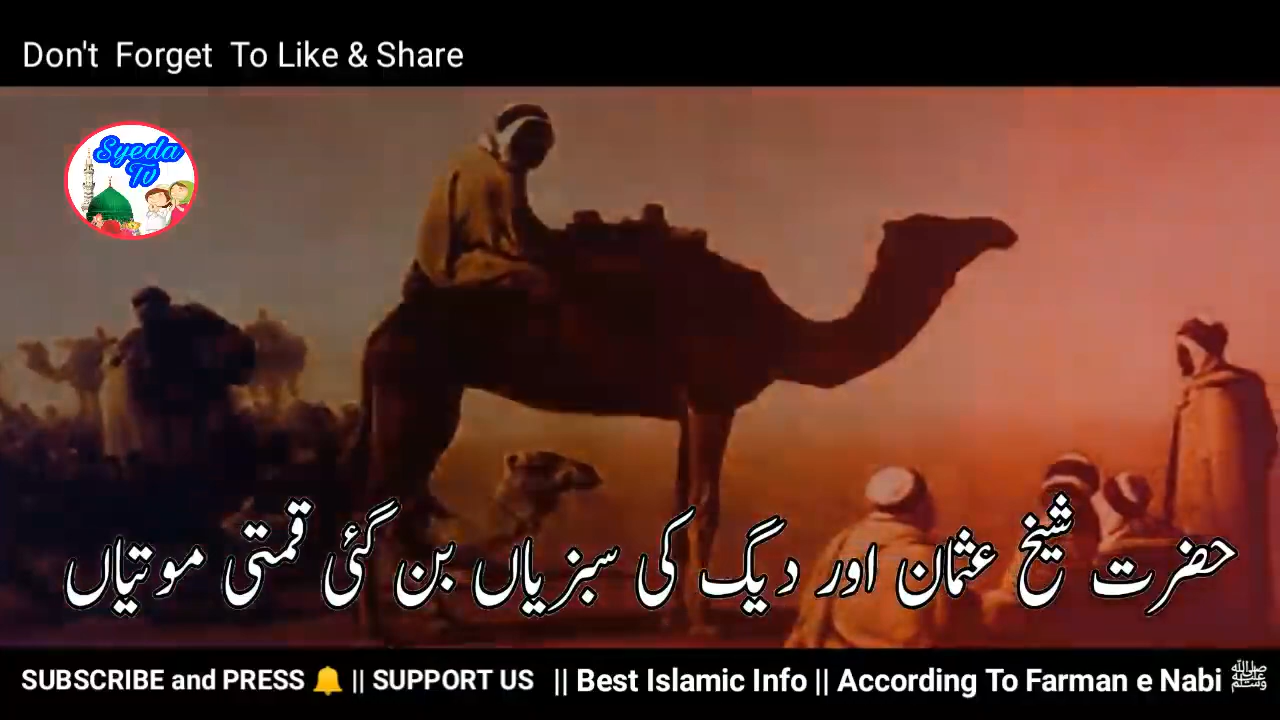 Don't Forget To Like & Share
Syeda
Tv
حضرت شیخ عثمان اور دیگ کی سبزیاں بن گئی قمتی موتیاں
SUBSCRIBE and PRESS 🔔 || SUPPORT US || Best Islamic Info || According To Farman e Nabi ﷺ